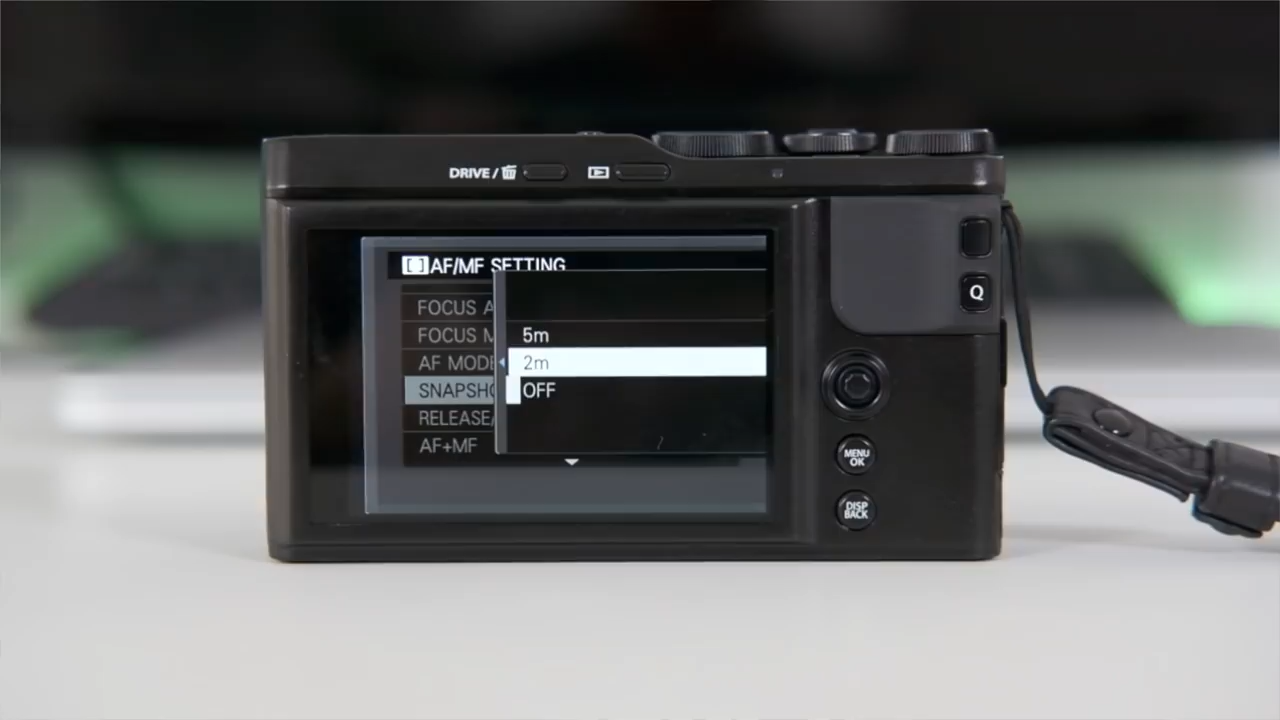 DRIVE /
AF/MF SETTING
FOCUS A
FOCUS M
AF MODE
SNAPSHO
RELEASE/
AF+MF
5m
2m
OFF
Q
MENU
OK
DISP
BACK